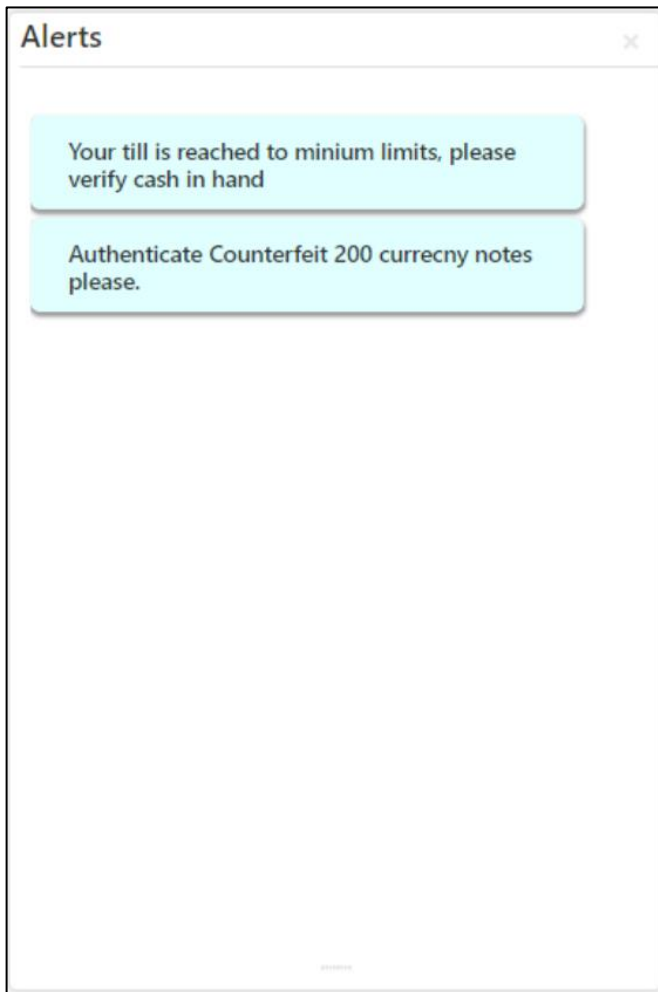 Alerts
Your till is reached to minium limits, please
verify cash in hand
Authenticate Counterfeit 200 currecny notes
please.